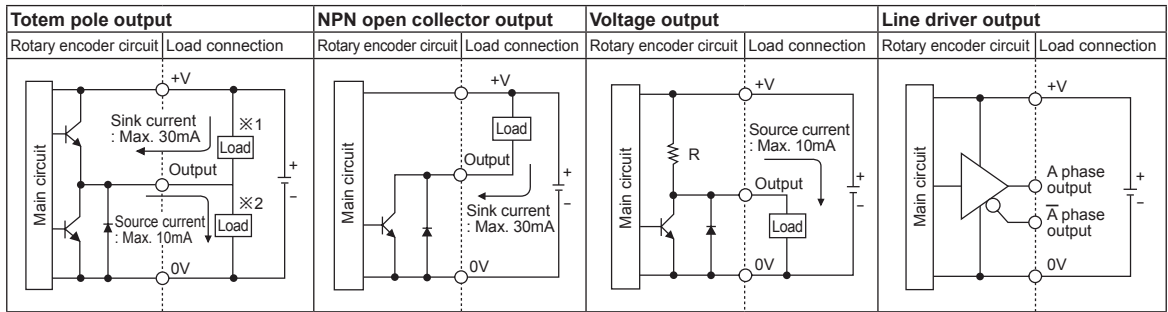 Totem pole output
Rotary encoder circuit Load connection
Main circuit
+V
Sink current
: Max. 30mA
※1
Load
Output
※2
Source current
: Max. 10mA
Load
+
−
0V
NPN open collector output
Rotary encoder circuit Load connection
Main circuit
+V
Load
Output
Sink current
: Max. 30mA
+
−
0V
Voltage output
Rotary encoder circuit Load connection
Main circuit
+V
Source current
: Max. 10mA
R
Output
Load
+
−
0V
Line driver output
Rotary encoder circuit Load connection
Main circuit
+V
A phase
output
A̅ phase
output
+
−
0V